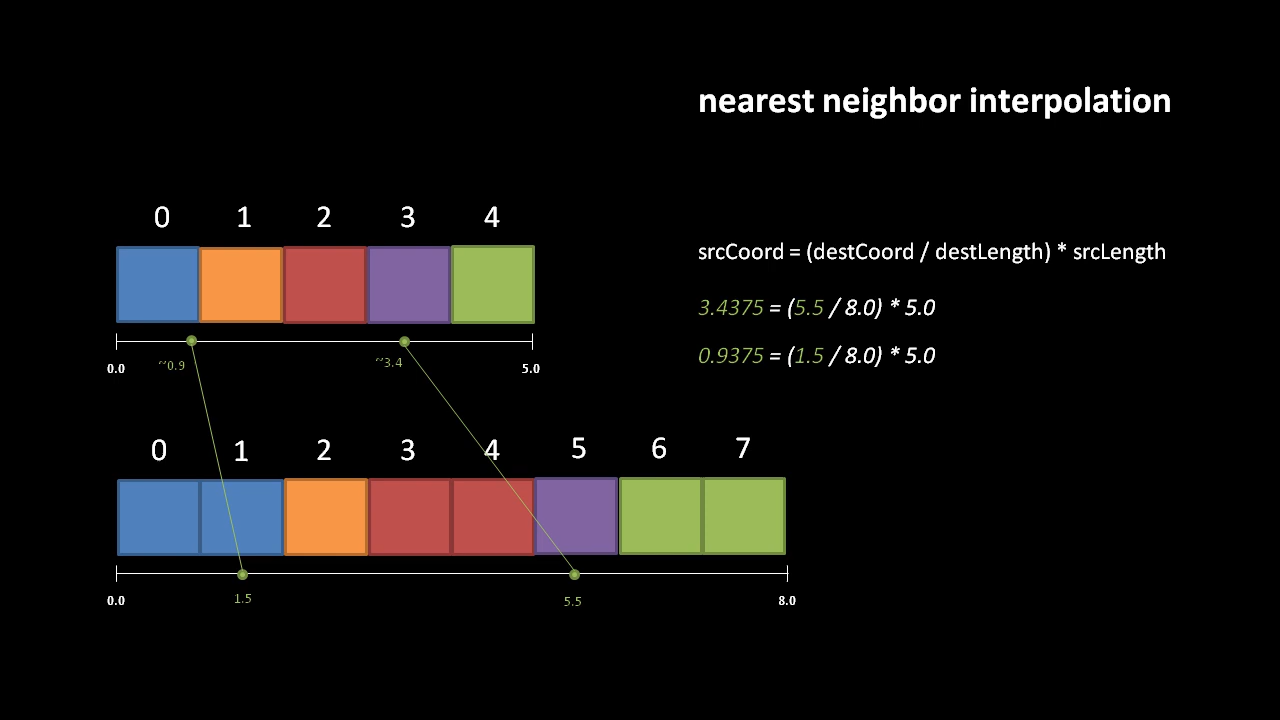 nearest neighbor interpolation
0 1 2 3 4
srcCoord = (destCoord / destLength) * srcLength
3.4375 = (5.5 / 8.0) * 5.0
0.9375 = (1.5 / 8.0) * 5.0
0.0 ~0.9 ~3.4 5.0
0 1 2 3 4 5 6 7
0.0 1.5 5.5 8.0